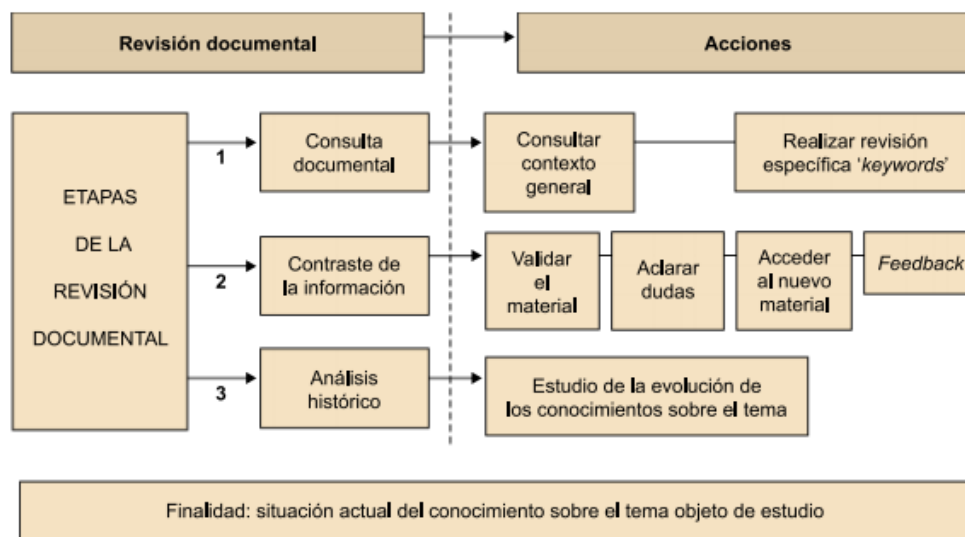 Revisión documental
Acciones
ETAPAS
DE LA
REVISIÓN
DOCUMENTAL
1
Consulta
documental
Consultar
contexto
general
Realizar revisión
específica ‘keywords’
2
Contraste de
la información
Validar
el
material
Aclarar
dudas
Acceder
al nuevo
material
Feedback
3
Análisis
histórico
Estudio de la evolución de
los conocimientos sobre el tema
Finalidad: situación actual del conocimiento sobre el tema objeto de estudio